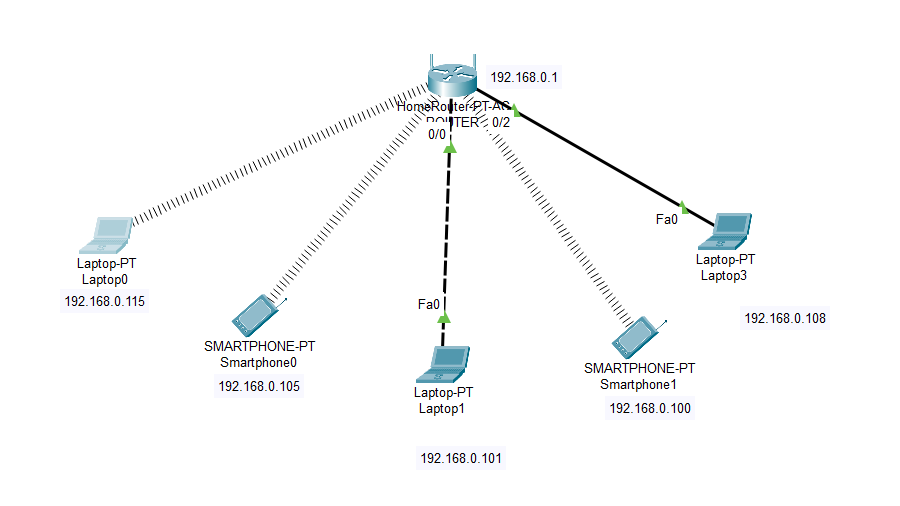 192.168.0.1
HomeRouter-PT-AC
ROUTER
0/2
0/0
Fa0
Laptop-PT
Laptop3
192.168.0.108
Laptop-PT
Laptop0
192.168.0.115
Fa0
SMARTPHONE-PT
Smartphone0
192.168.0.105
Laptop-PT
Laptop1
192.168.0.101
SMARTPHONE-PT
Smartphone1
192.168.0.100